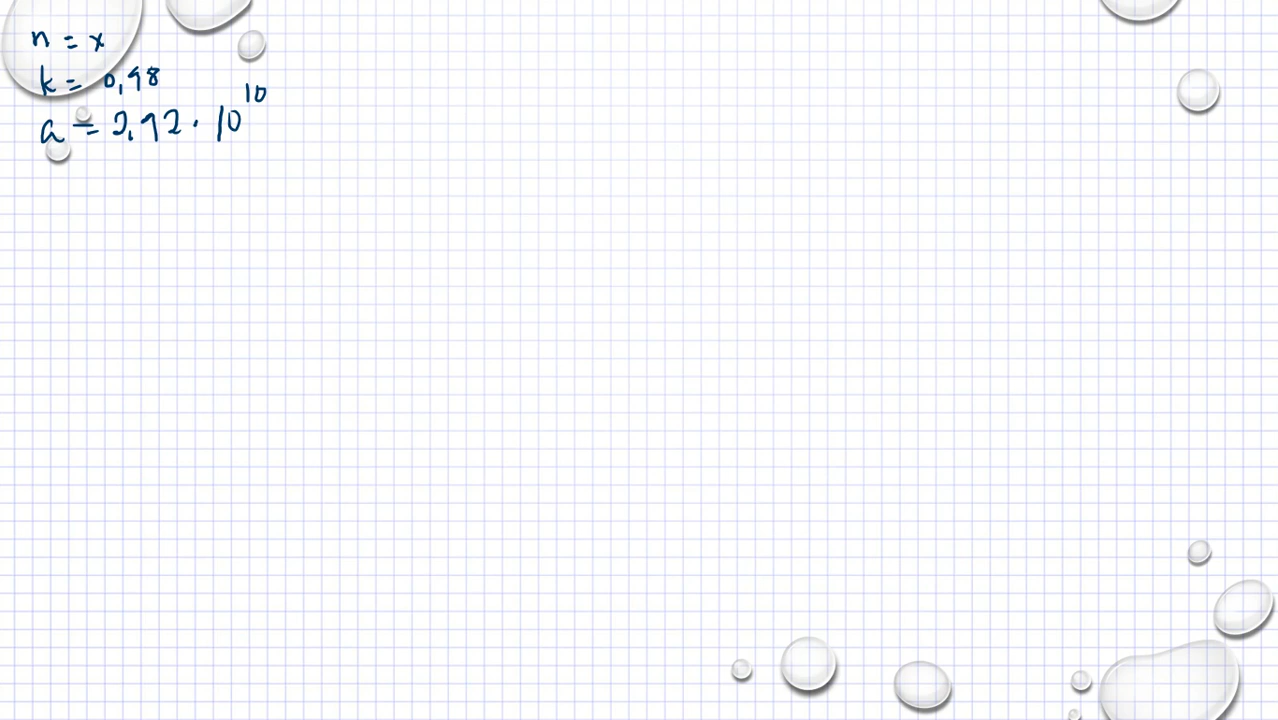 n = x
k = 0,98
a = 2,92 · 10^10